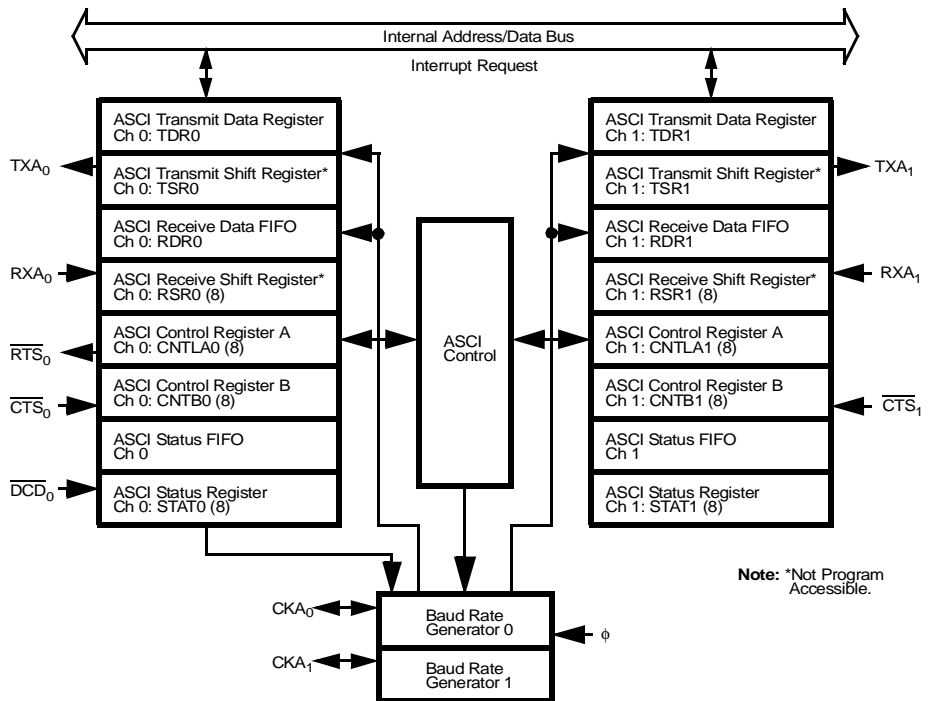 Internal Address/Data Bus
Interrupt Request
ASCI Transmit Data Register
Ch 0: TDR0
ASCI Transmit Shift Register*
Ch 0: TSR0
ASCI Receive Data FIFO
Ch 0: RDR0
ASCI Receive Shift Register*
Ch 0: RSR0 (8)
ASCI Control Register A
Ch 0: CNTLA0 (8)
ASCI Control Register B
Ch 0: CNTB0 (8)
ASCI Status FIFO
Ch 0
ASCI Status Register
Ch 0: STAT0 (8)
TXA₀
RXA₀
R̅T̅S̅₀
C̅T̅S̅₀
D̅C̅D̅₀
ASCI
Control
ASCI Transmit Data Register
Ch 1: TDR1
ASCI Transmit Shift Register*
Ch 1: TSR1
ASCI Receive Data FIFO
Ch 1: RDR1
ASCI Receive Shift Register*
Ch 1: RSR1 (8)
ASCI Control Register A
Ch 1: CNTLA1 (8)
ASCI Control Register B
Ch 1: CNTB1 (8)
ASCI Status FIFO
Ch 1
ASCI Status Register
Ch 1: STAT1 (8)
TXA₁
RXA₁
C̅T̅S̅₁
CKA₀
CKA₁
Baud Rate
Generator 0
Baud Rate
Generator 1
ϕ
Note: *Not Program
Accessible.